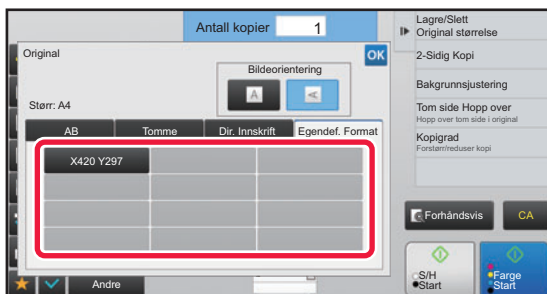 Antall kopier 1
Original
OK
Bildeorientering
A
A
Størr: A4
AB
Tomme
Dir. Innskrift
Egendef. Format
X420 Y297
Andre
Lagre/Slett
Original størrelse
2-Sidig Kopi
Bakgrunnsjustering
Tom side Hopp over
Hopp over tom side i original
Kopigrad
Forstørr/reduser kopi
Forhåndsvis
CA
S/H
Start
Farge
Start